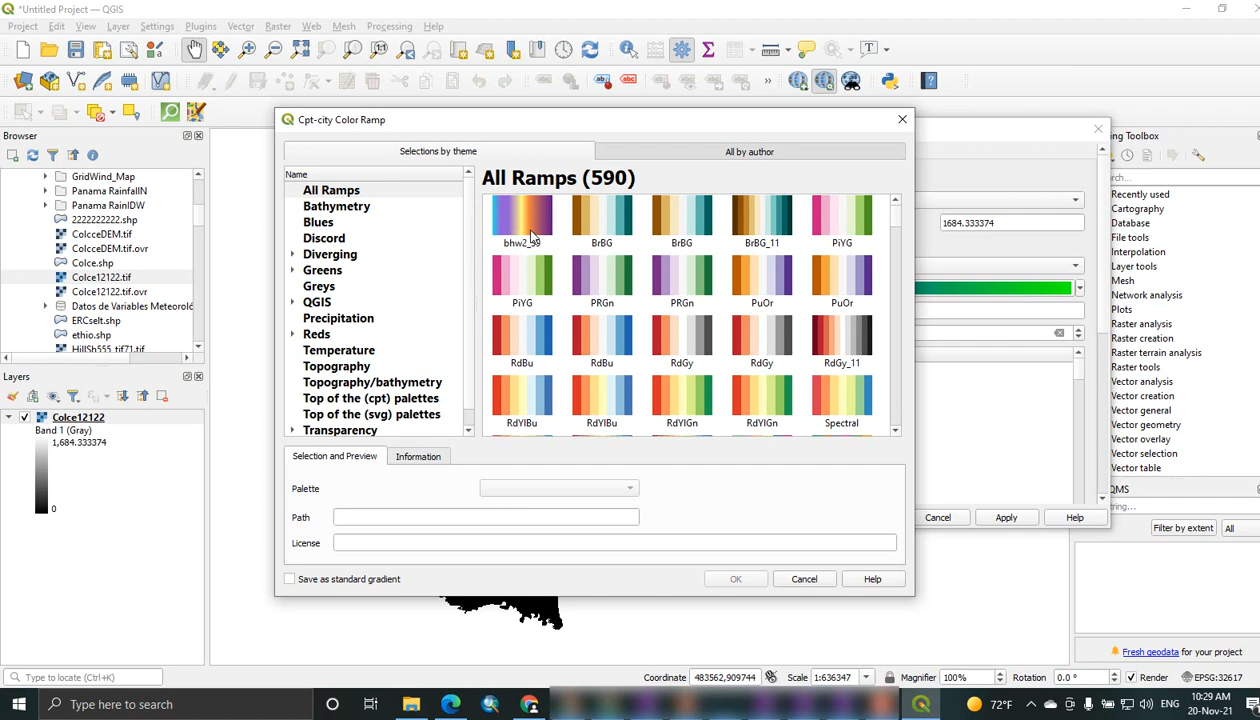 *Untitled Project — QGIS
Project Edit View Layer Settings Plugins Vector Raster Web Mesh Processing Help
Browser
GridWind_Map
Panama RainfallN
Panama RainIDW
2222222222.shp
ColcceDEM.tif
ColcceDEM.tif.ovr
Colce.shp
Colce12122.tif
Colce12122.tif.ovr
Datos de Variables Meteoroló
ERCselt.shp
ethio.shp
HillSh555_tif71.tif
Layers
Colce12122
Band 1 (Gray)
1,684.333374
0
Cpt-city Color Ramp
Selections by theme All by author
Name
All Ramps
Bathymetry
Blues
Discord
Diverging
Greens
Greys
QGIS
Precipitation
Reds
Temperature
Topography
Topography/bathymetry
Top of the (cpt) palettes
Top of the (svg) palettes
Transparency
All Ramps (590)
BrBG BrBG BrBG_11 PiYG
PiYG PRGn PRGn PuOr PuOr
RdBu RdBu RdGy RdGy RdGy_11
RdYlBu RdYlBu RdYlGn RdYlGn Spectral
Selection and Preview Information
Palette
Path
License
Save as standard gradient
OK Cancel Help
1684.333374
Cancel Apply Help
ng Toolbox
rch...
Recently used
Cartography
Database
File tools
Interpolation
Layer tools
Mesh
Network analysis
Plots
Raster analysis
Raster creation
Raster terrain analysis
Vector analysis
Vector creation
Vector general
Vector geometry
Vector overlay
Vector selection
Vector table
QMS
string...
Filter by extent All
Fresh geodata for your project
Type to locate (Ctrl+K)
Coordinate 483562,909744 Scale 1:636347 Magnifier 100% Rotation 0.0 ° Render EPSG:32617
Type here to search
72°F ENG 10:29 AM
20-Nov-21